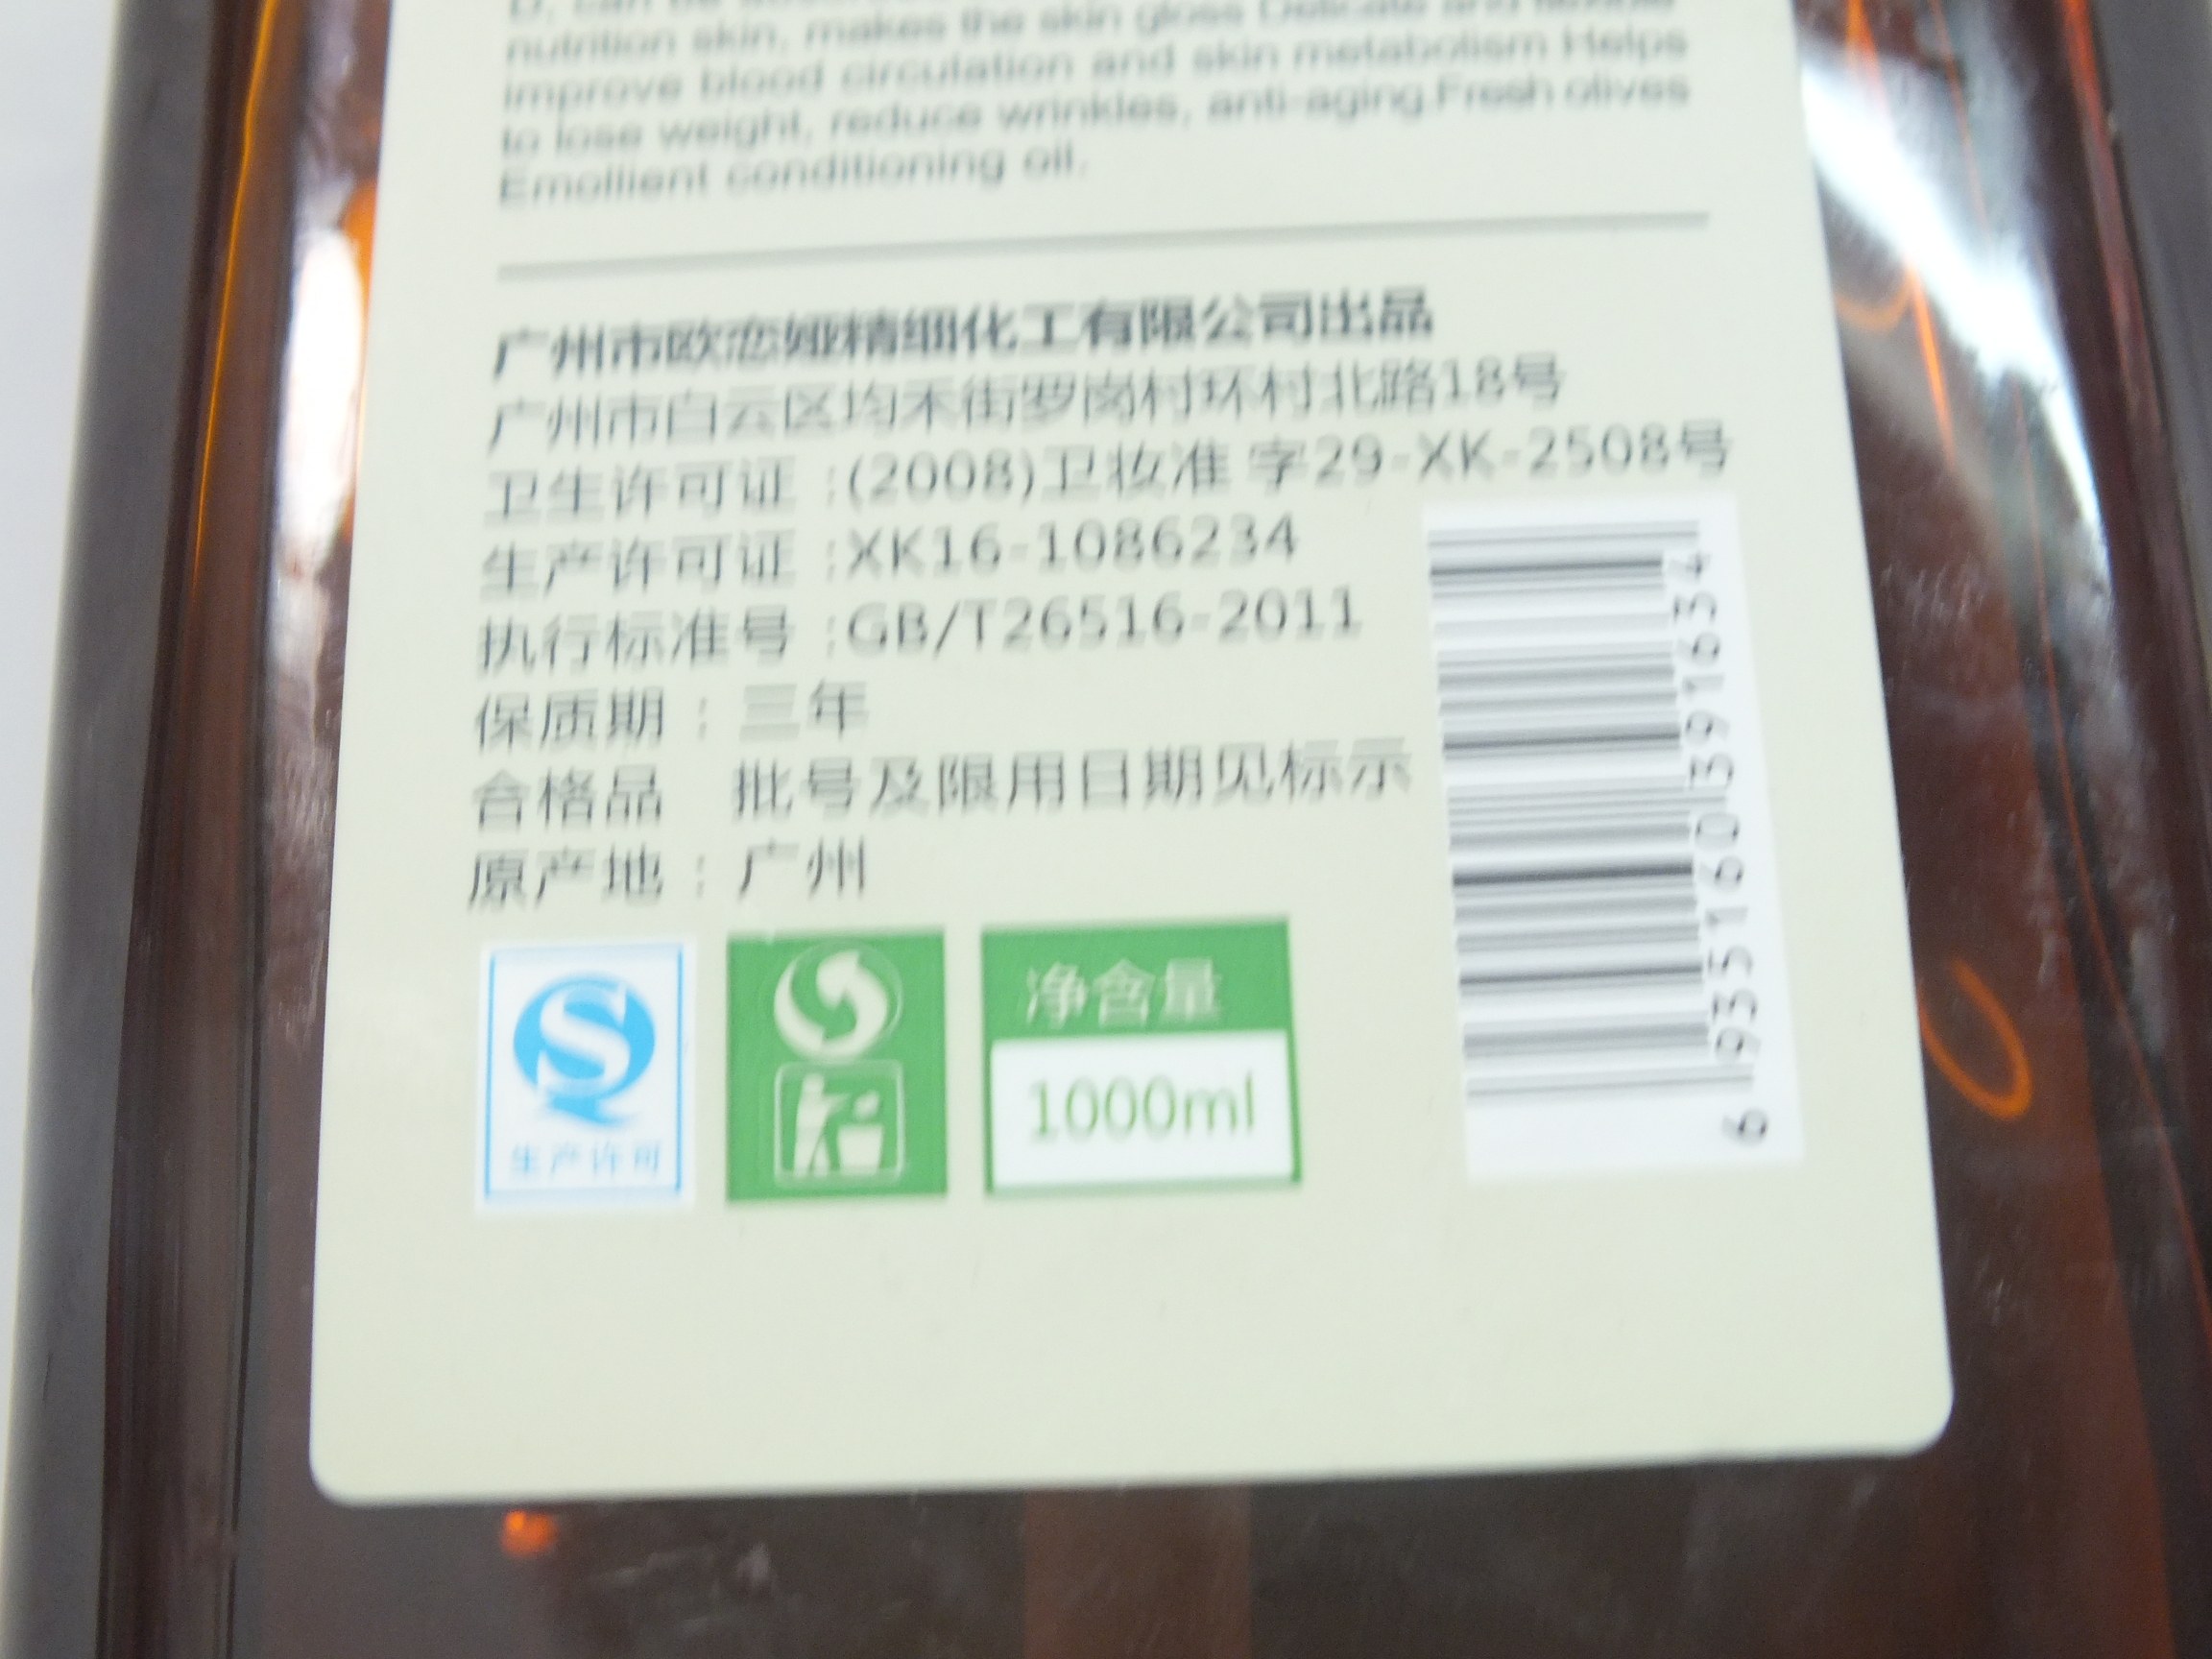 nutrition skin, makes the skin gloss Delicate and flexible
improve blood circulation and skin metabolism Helps
to lose weight, reduce wrinkles, anti-aging.Fresh olives
Emollient conditioning oil.
广州市欧恋娅精细化工有限公司出品
广州市白云区均禾街罗岗村环村北路18号
卫生许可证:(2008)卫妆准字29-XK-2508号
生产许可证:XK16-1086234
执行标准号:GB/T26516-2011
保质期:三年
合格品 批号及限用日期见标示
原产地:广州
QS
生产许可
净含量
1000ml
6935160391634